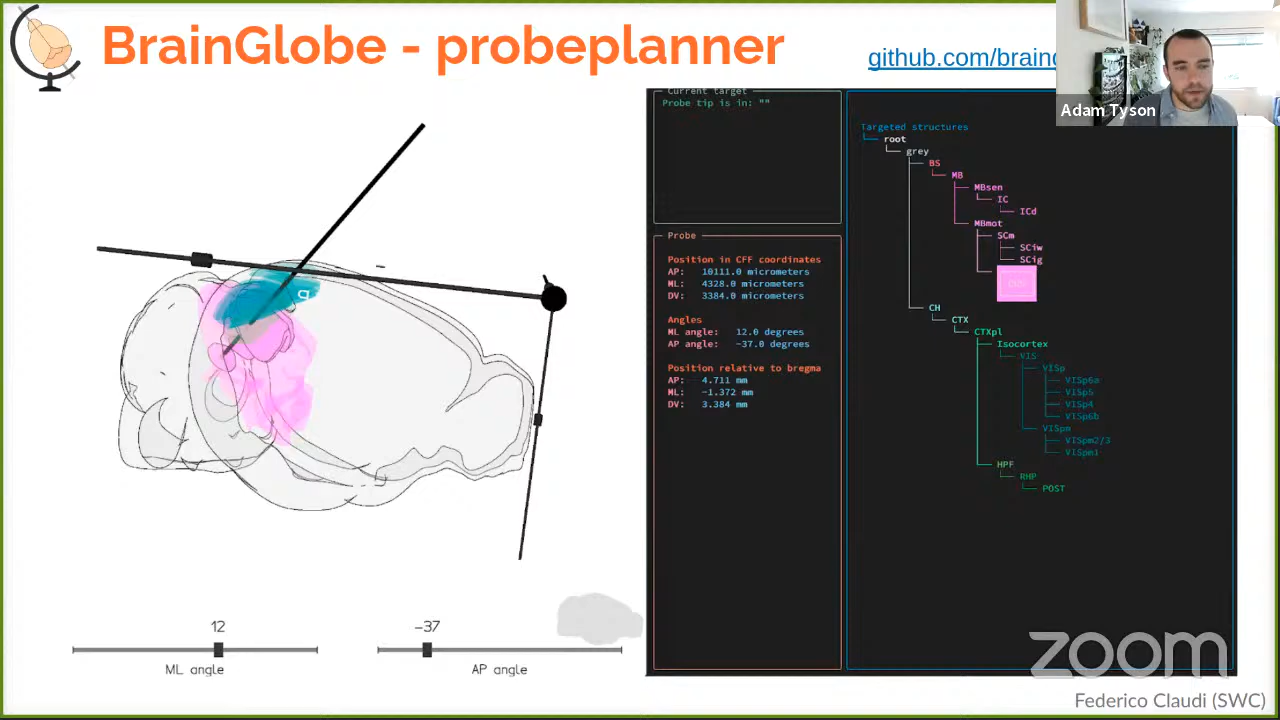 BrainGlobe - probeplanner
github.com/brain
Adam Tyson
Current target
Probe tip is in: ""
Probe
Position in CFF coordinates
AP: 10111.0 micrometers
ML: 4328.0 micrometers
DV: 3384.0 micrometers
Angles
ML angle: 12.0 degrees
AP angle: -37.0 degrees
Position relative to bregma
AP: 4.711 mm
ML: -1.372 mm
DV: 3.384 mm
Targeted structures
root
grey
BS
MB
MBsen
IC
ICd
MBmot
SCm
SCiw
SCig
CH
CTX
CTXpl
Isocortex
VIS
VISp
VISp6a
VISp5
VISp4
VISp6b
VISpm
VISpm2/3
VISpm1
HPF
RHP
POST
12
ML angle
-37
AP angle
zoom
Federico Claudi (SWC)